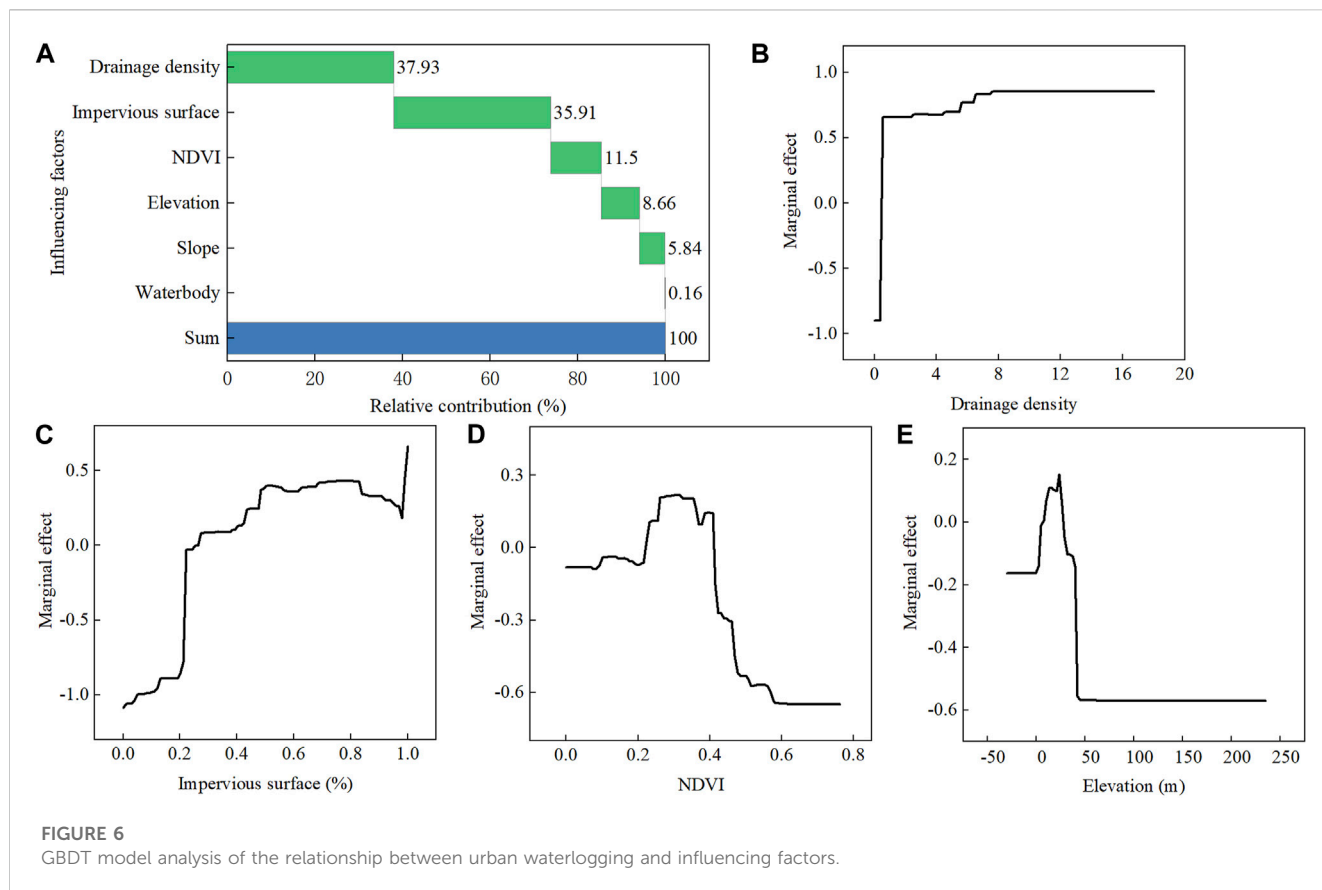 A
Influencing factors
Drainage density
37.93
Impervious surface
35.91
NDVI
11.5
Elevation
8.66
Slope
5.84
Waterbody
0.16
Sum
100
0 20 40 60 80 100
Relative contribution (%)
B
Marginal effect
1.0
0.5
0.0
-0.5
-1.0
0 4 8 12 16 20
Drainage density
C
Marginal effect
0.5
0.0
-0.5
-1.0
0.0 0.2 0.4 0.6 0.8 1.0
Impervious surface (%)
D
Marginal effect
0.3
0.0
-0.3
-0.6
0.0 0.2 0.4 0.6 0.8
NDVI
E
Marginal effect
0.2
0.0
-0.2
-0.4
-0.6
-50 0 50 100 150 200 250
Elevation (m)
FIGURE 6
GBDT model analysis of the relationship between urban waterlogging and influencing factors.